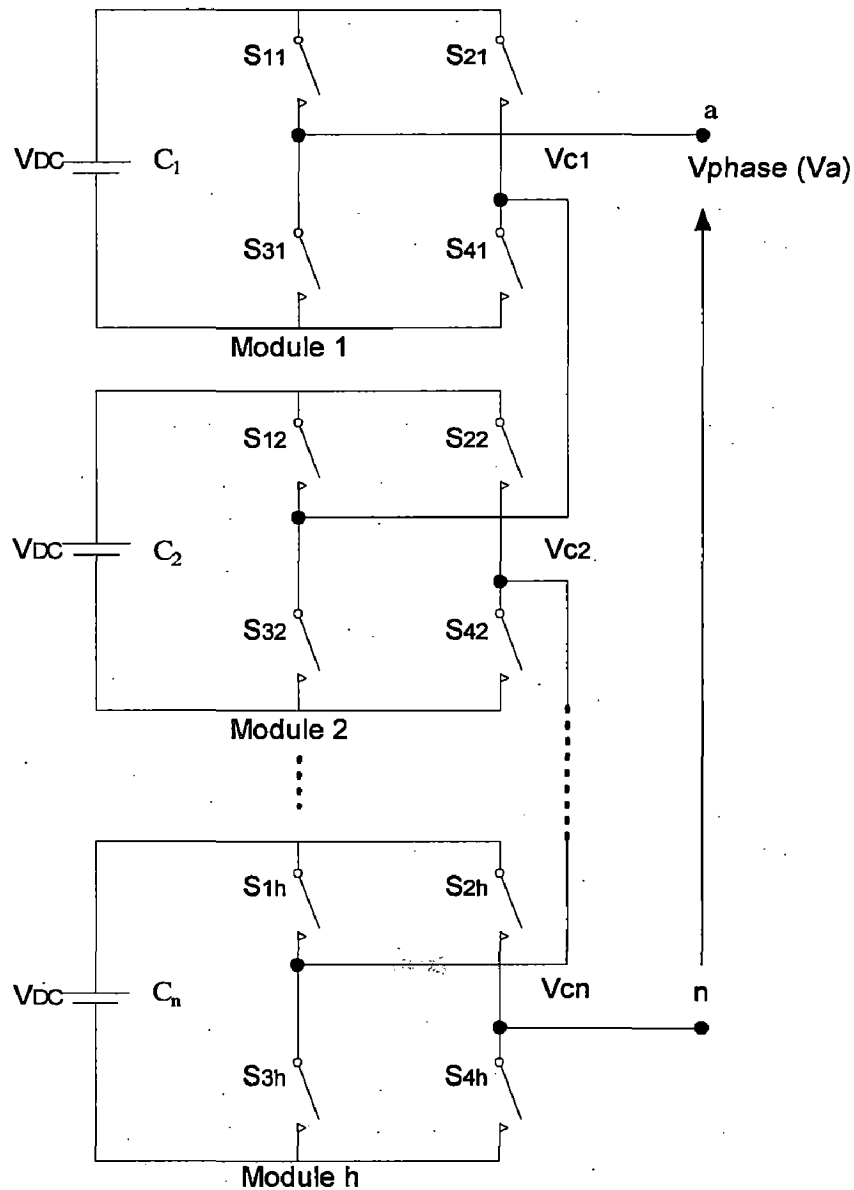 S11 S21
a
VDC C1 Vc1 Vphase (Va)
S31 S41
Module 1
S12 S22
VDC C2 Vc2
S32 S42
Module 2
S1h S2h
VDC Cn Vcn n
S3h S4h
Module h